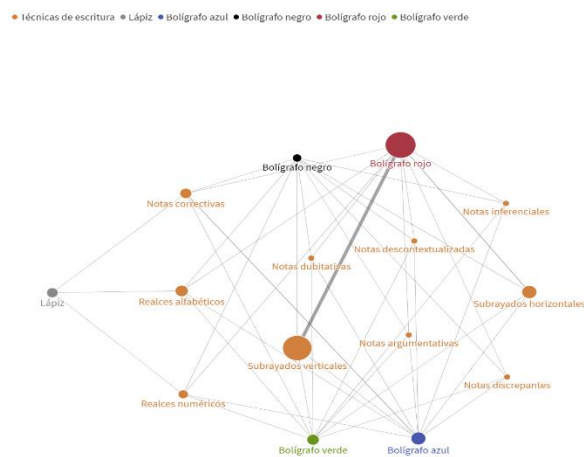 Técnicas de escritura Lápiz Bolígrafo azul Bolígrafo negro Bolígrafo rojo Bolígrafo verde
Bolígrafo negro
Bolígrafo rojo
Notas correctivas
Notas inferenciales
Notas descontextualizadas
Notas dubitativas
Lápiz
Realces alfabéticos
Subrayados horizontales
Notas argumentativas
Subrayados verticales
Notas discrepantes
Realces numéricos
Bolígrafo verde
Bolígrafo azul